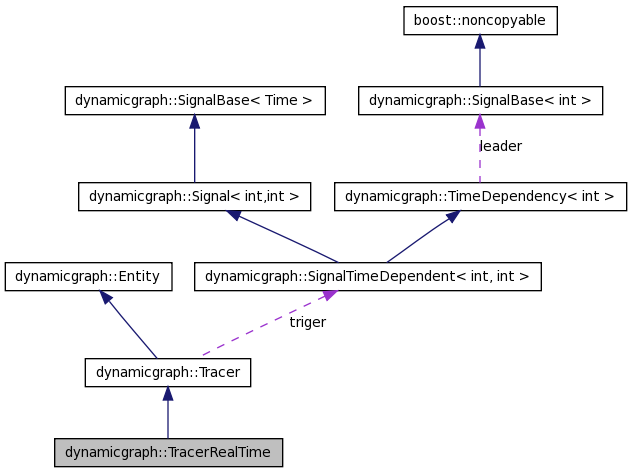 boost::noncopyable
dynamicgraph::SignalBase< Time >
dynamicgraph::SignalBase< int >
leader
dynamicgraph::Signal< int,int >
dynamicgraph::TimeDependency< int >
dynamicgraph::Entity
dynamicgraph::SignalTimeDependent< int, int >
triger
dynamicgraph::Tracer
dynamicgraph::TracerRealTime